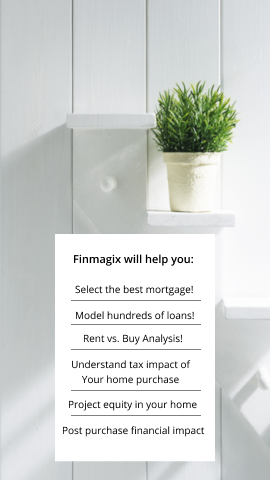 Finmagix will help you:
Select the best mortgage!
Model hundreds of loans!
Rent vs. Buy Analysis!
Understand tax impact of
Your home purchase
Project equity in your home
Post purchase financial impact